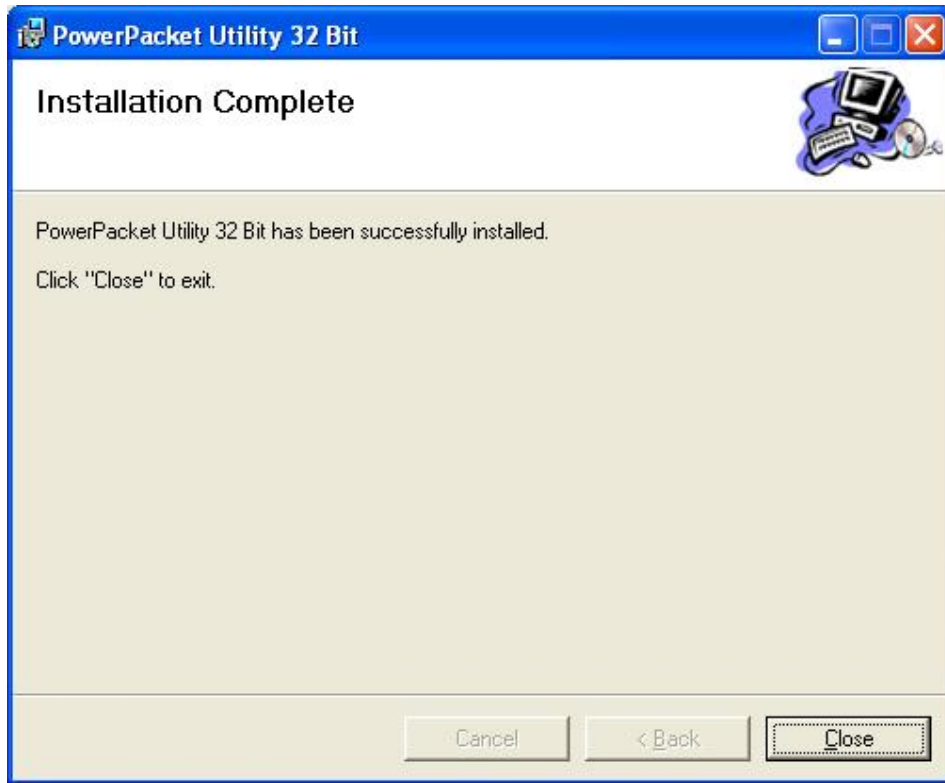 PowerPacket Utility 32 Bit
Installation Complete
PowerPacket Utility 32 Bit has been successfully installed.
Click "Close" to exit.
Cancel
< Back
Close